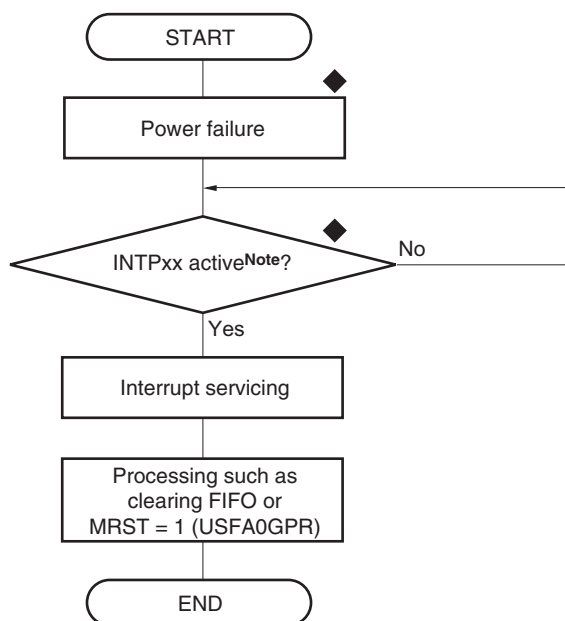 START
Power failure
INTPxx activeNote?
No
Yes
Interrupt servicing
Processing such as
clearing FIFO or
MRST = 1 (USFA0GPR)
END